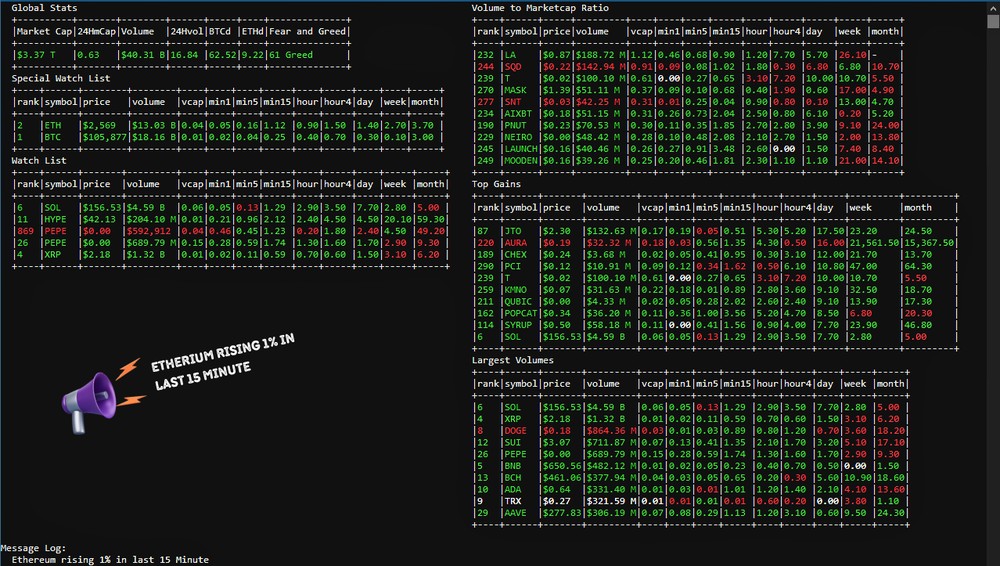 Global Stats
|Market Cap|24HmCap|Volume |24Hvol|BTCd |ETHd|Fear and Greed|
|$3.37 T |0.63 |$40.31 B|16.84 |62.52|9.22|61 Greed |
Special Watch List
|rank|symbol|price |volume |vcap|min1|min5|min15|hour|hour4|day |week|month|
|2 |ETH |$2,569 |$13.03 B|0.04|0.05|0.16|1.12 |0.90|1.50 |1.40|2.70|3.70 |
|1 |BTC |$105,877|$18.16 B|0.01|0.02|0.04|0.25 |0.40|0.70 |0.30|0.10|3.00 |
Watch List
|rank|symbol|price |volume |vcap|min1|min5|min15|hour|hour4|day |week |month|
|6 |SOL |$156.53|$4.59 B |0.06|0.05|0.13|1.29 |2.90|3.50 |7.70|2.80 |5.00 |
|11 |HYPE |$42.13 |$204.10 M|0.01|0.21|0.96|2.12 |2.40|4.50 |4.50|20.10|59.30|
|869 |PEPE |$0.00 |$592,912 |0.04|0.46|0.45|1.23 |0.20|1.80 |2.40|4.50 |49.20|
|26 |PEPE |$0.00 |$689.79 M|0.15|0.28|0.59|1.74 |1.30|1.60 |1.70|2.90 |9.30 |
|4 |XRP |$2.18 |$1.32 B |0.01|0.02|0.11|0.59 |0.70|0.60 |1.50|3.10 |6.20 |
ETHERIUM RISING 1% IN
LAST 15 MINUTE
Message Log:
Ethereum rising 1% in last 15 Minute
Volume to Marketcap Ratio
|rank|symbol|price|volume |vcap|min1|min5|min15|hour|hour4|day |week |month|
|232 |LA |$0.87|$188.72 M|1.12|0.46|0.68|0.90 |1.20|7.70 |5.70 |26.10|- |
|244 |SQD |$0.22|$142.94 M|0.91|0.09|0.08|1.02 |1.80|0.30 |6.80 |6.80 |10.70|
|239 |T |$0.02|$100.10 M|0.61|0.00|0.27|0.65 |3.10|7.20 |10.00|10.70|5.50 |
|270 |MASK |$1.39|$51.11 M |0.37|0.09|0.10|0.68 |0.40|1.90 |0.60 |17.00|4.90 |
|277 |SNT |$0.03|$42.25 M |0.31|0.01|0.25|0.04 |0.90|0.80 |0.10 |13.00|4.70 |
|234 |AIXBT |$0.18|$51.15 M |0.31|0.26|0.73|2.04 |2.50|0.80 |6.10 |0.20 |5.20 |
|190 |PNUT |$0.23|$70.53 M |0.30|0.11|0.35|1.85 |2.70|2.80 |3.90 |9.10 |24.00|
|229 |NEIRO |$0.00|$48.42 M |0.28|0.10|0.48|2.08 |2.10|2.70 |1.50 |2.00 |13.80|
|245 |LAUNCH|$0.16|$40.46 M |0.26|0.27|0.91|3.48 |2.60|0.00 |1.50 |7.40 |8.40 |
|249 |MOODEN|$0.16|$39.26 M |0.25|0.20|0.46|1.81 |2.30|1.10 |1.10 |21.00|14.10|
Top Gains
|rank|symbol|price |volume |vcap|min1|min5|min15|hour|hour4|day |week |month |
|87 |JTO |$2.30 |$132.63 M|0.17|0.19|0.05|0.51 |5.30|5.20 |17.50|23.20 |24.50 |
|220 |AURA |$0.19 |$32.32 M |0.18|0.03|0.56|1.35 |4.30|0.50 |16.00|21,561.50|15,367.50|
|189 |CHEX |$0.24 |$3.68 M |0.02|0.05|0.41|0.95 |0.30|3.10 |12.00|21.70 |13.70 |
|290 |PCI |$0.12 |$10.91 M |0.09|0.12|0.34|1.62 |0.50|6.10 |10.80|47.00 |64.30 |
|239 |T |$0.02 |$100.10 M|0.61|0.00|0.27|0.65 |3.10|7.20 |10.00|10.70 |5.50 |
|259 |KMNO |$0.07 |$31.63 M |0.22|0.18|0.01|0.89 |2.80|3.60 |9.10 |32.50 |18.70 |
|211 |QUBIC |$0.00 |$4.33 M |0.02|0.05|0.28|2.02 |2.60|2.40 |9.10 |13.90 |17.30 |
|162 |POPCAT|$0.34 |$36.20 M |0.11|0.36|1.00|3.56 |5.20|4.70 |8.50 |6.80 |20.30 |
|114 |SYRUP |$0.50 |$58.18 M |0.11|0.00|0.41|1.56 |0.90|4.00 |7.70 |23.90 |46.80 |
|6 |SOL |$156.53|$4.59 B |0.06|0.05|0.13|1.29 |2.90|3.50 |7.70 |2.80 |5.00 |
Largest Volumes
|rank|symbol|price |volume |vcap|min1|min5|min15|hour|hour4|day |week |month|
|6 |SOL |$156.53|$4.59 B |0.06|0.05|0.13|1.29 |2.90|3.50 |7.70|2.80 |5.00 |
|4 |XRP |$2.18 |$1.32 B |0.01|0.02|0.11|0.59 |0.70|0.60 |1.50|3.10 |6.20 |
|8 |DOGE |$0.18 |$864.36 M|0.03|0.01|0.08|0.89 |0.80|1.20 |0.70|3.60 |18.20|
|12 |SUI |$3.07 |$711.87 M|0.07|0.13|0.41|1.35 |2.10|1.70 |3.20|5.10 |17.10|
|26 |PEPE |$0.00 |$689.79 M|0.15|0.28|0.59|1.74 |1.30|1.60 |1.70|2.90 |9.30 |
|5 |BNB |$650.56|$482.12 M|0.01|0.02|0.05|0.23 |0.40|0.70 |0.50|0.00 |1.50 |
|13 |BCH |$461.06|$377.94 M|0.04|0.03|0.05|0.65 |0.20|0.30 |5.60|10.90|18.60|
|10 |ADA |$0.64 |$331.40 M|0.01|0.03|0.01|1.01 |1.20|1.40 |2.10|4.10 |13.60|
|9 |TRX |$0.27 |$321.59 M|0.01|0.01|0.01|0.01 |0.60|0.20 |0.00|3.80 |1.10 |
|29 |AAVE |$277.83|$306.19 M|0.07|0.08|0.29|1.13 |1.20|3.10 |0.60|9.50 |24.30|